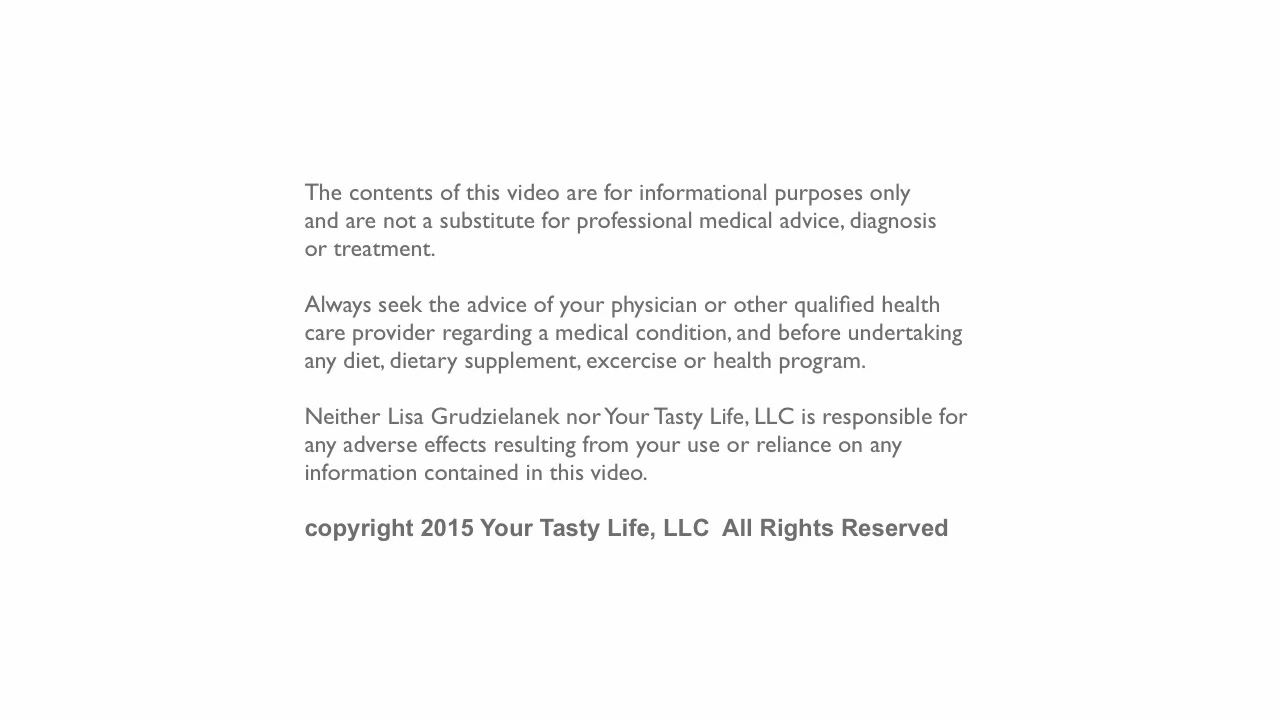 The contents of this video are for informational purposes only
and are not a substitute for professional medical advice, diagnosis
or treatment.
Always seek the advice of your physician or other qualified health
care provider regarding a medical condition, and before undertaking
any diet, dietary supplement, excercise or health program.
Neither Lisa Grudzielanek nor Your Tasty Life, LLC is responsible for
any adverse effects resulting from your use or reliance on any
information contained in this video.
copyright 2015 Your Tasty Life, LLC  All Rights Reserved